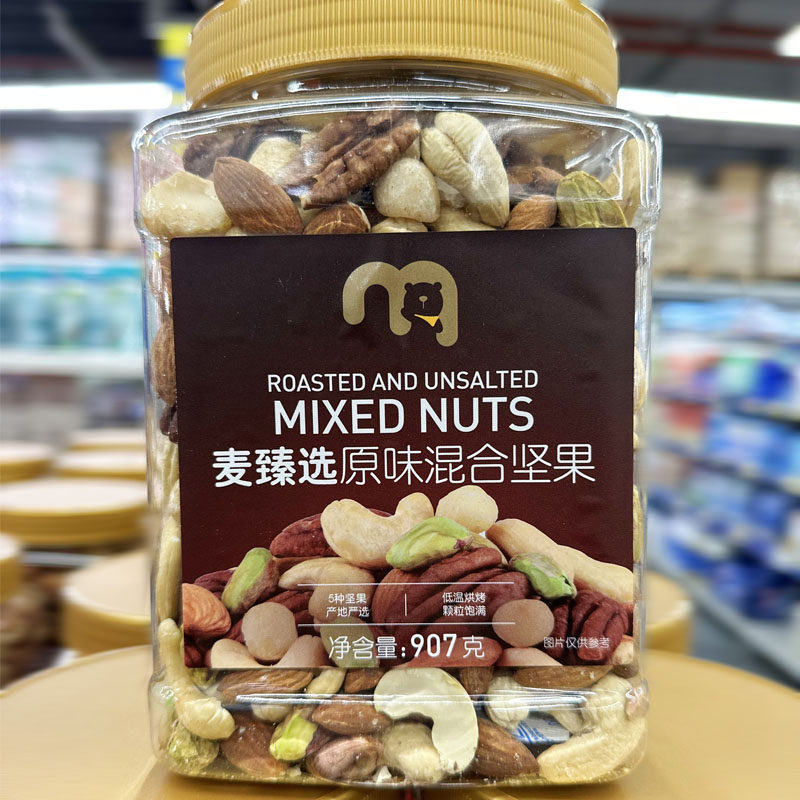 ROASTED AND UNSALTED
MIXED NUTS
麦臻选原味混合坚果
5种坚果
产地严选
低温烘烤
颗粒饱满
净含量:907克
图片仅供参考